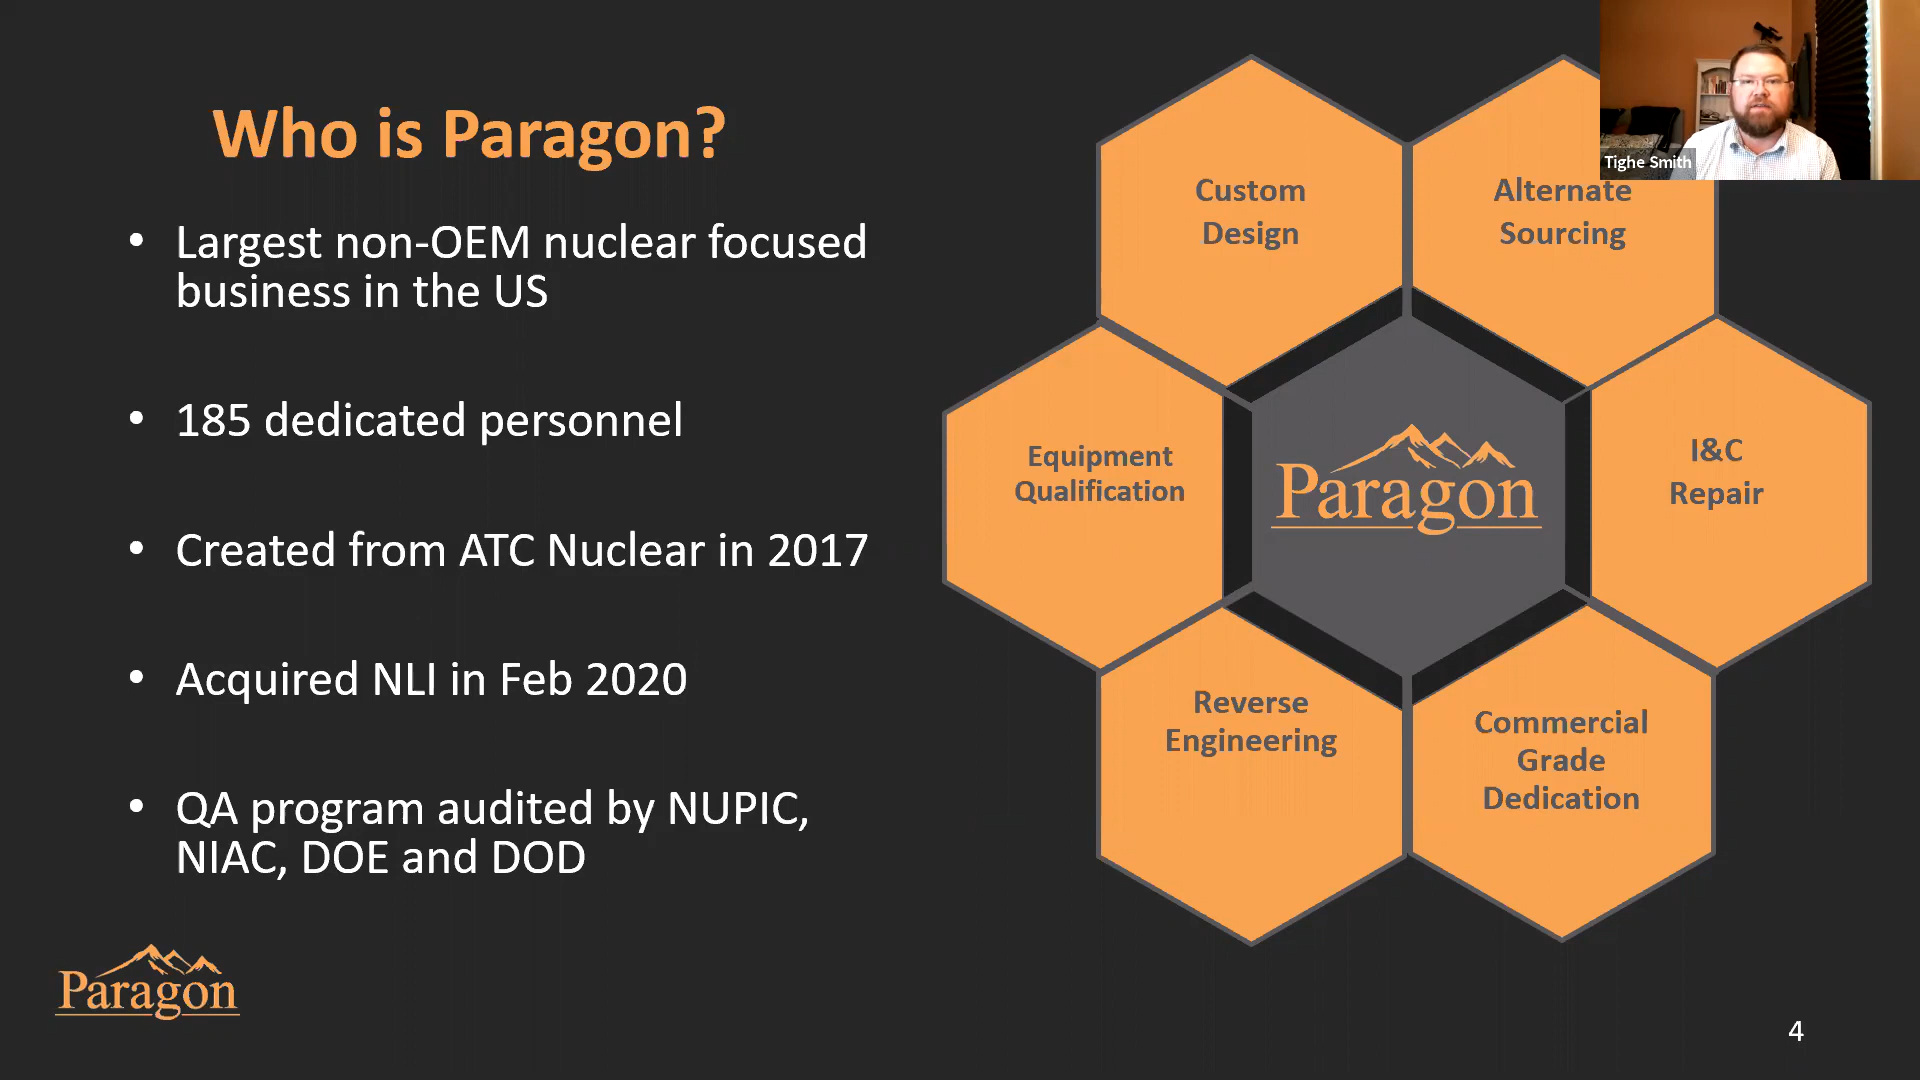 Who is Paragon?
• Largest non-OEM nuclear focused
business in the US
• 185 dedicated personnel
• Created from ATC Nuclear in 2017
• Acquired NLI in Feb 2020
• QA program audited by NUPIC,
NIAC, DOE and DOD
Paragon
Custom
Design
Alternate
Sourcing
Equipment
Qualification
Paragon
I&C
Repair
Reverse
Engineering
Commercial
Grade
Dedication
Tighe Smith
4